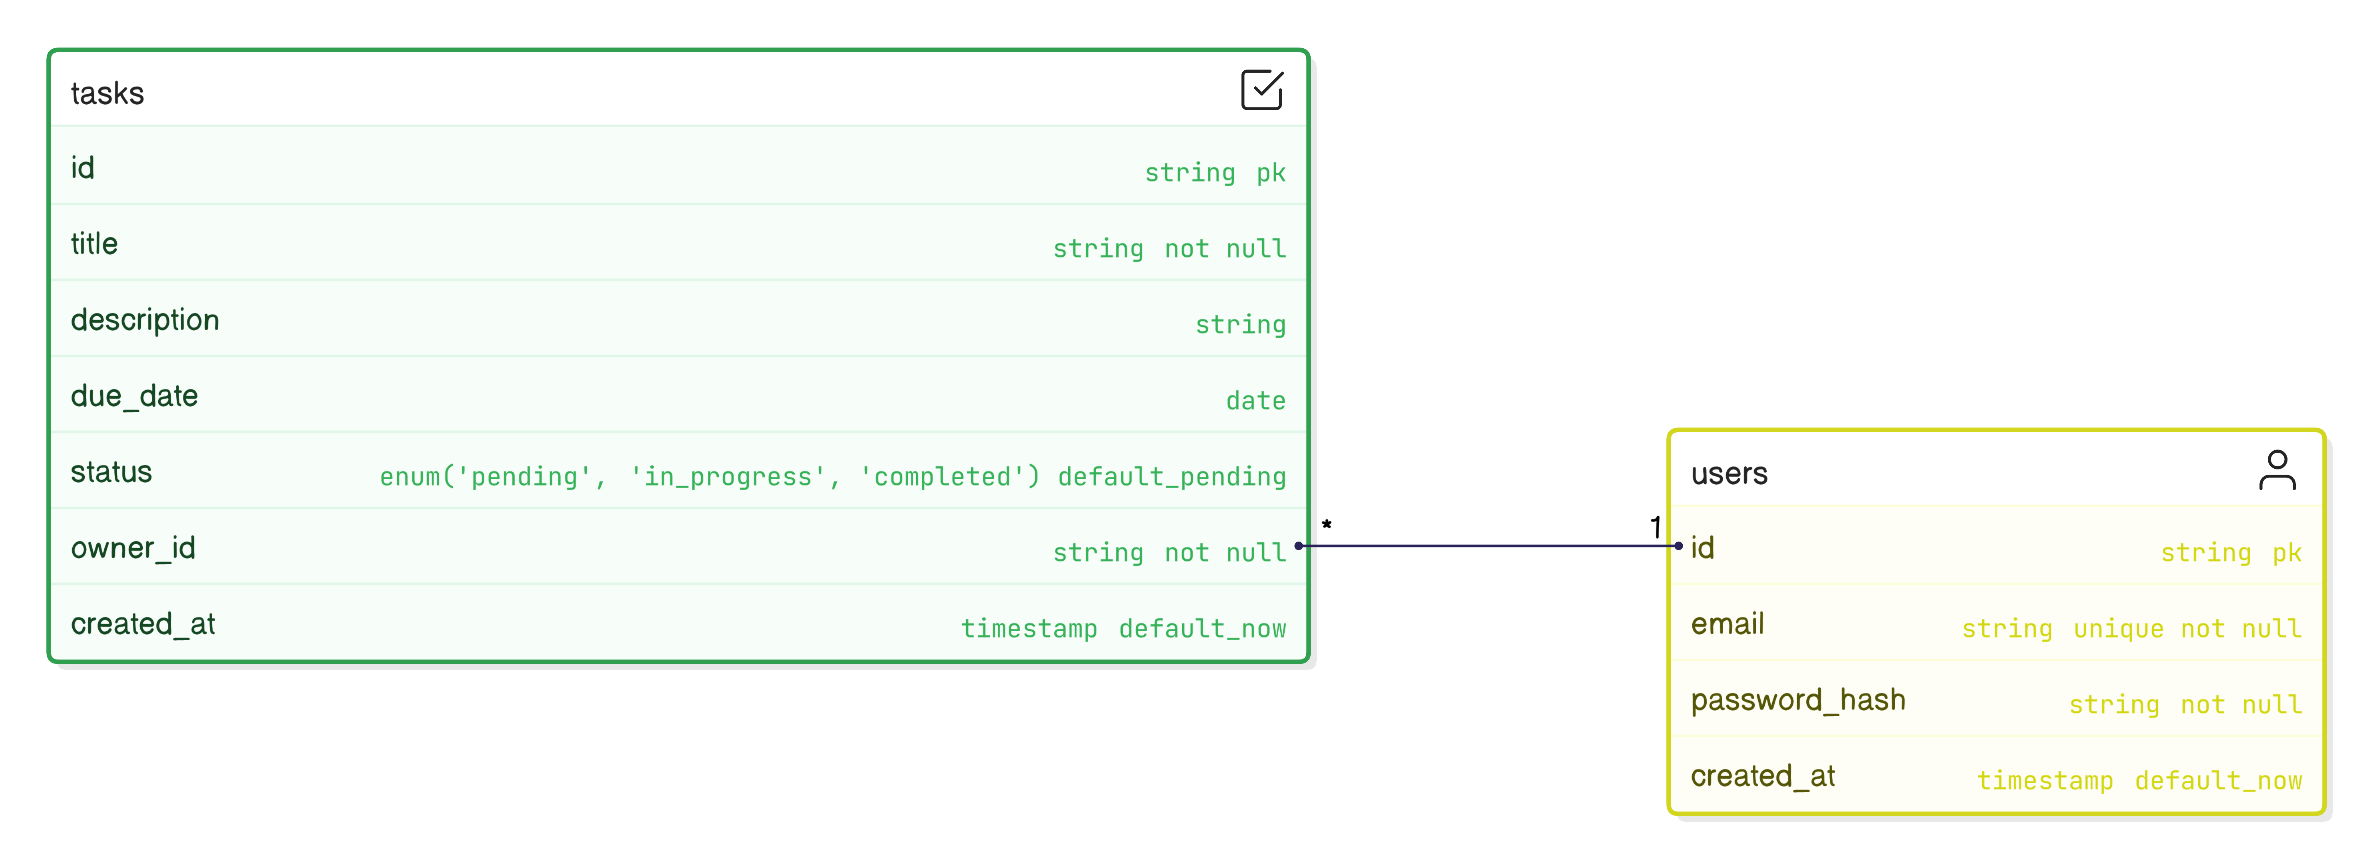 tasks
id string pk
title string not null
description string
due_date date
status enum('pending', 'in_progress', 'completed') default_pending
owner_id string not null
created_at timestamp default_now
* 1
users
id string pk
email string unique not null
password_hash string not null
created_at timestamp default_now